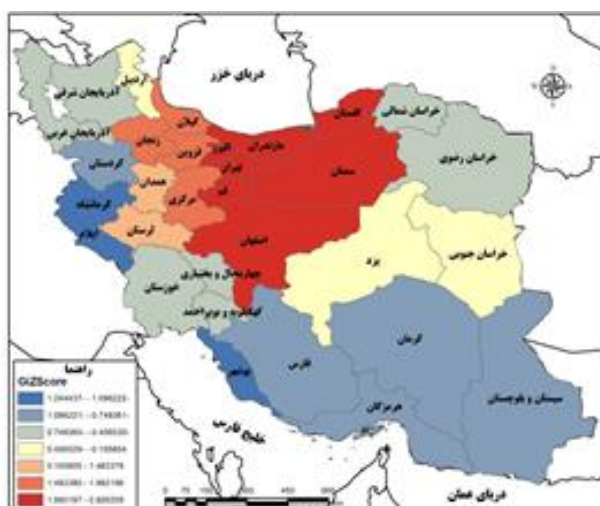 دریای خزر
اردبیل
آذربایجان شرقی
آذربایجان غربی
گیلان
زنجان
قزوین
البرز
مازندران
گلستان
خراسان شمالی
خراسان رضوی
کردستان
همدان
تهران
سمنان
قم
مرکزی
کرمانشاه
ایلام
لرستان
اصفهان
یزد
خراسان جنوبی
خوزستان
چهارمحال و بختیاری
کهگیلویه و بویراحمد
فارس
کرمان
بوشهر
هرمزگان
سیستان و بلوچستان
خلیج فارس
دریای عمان
راهنما
GiZScore